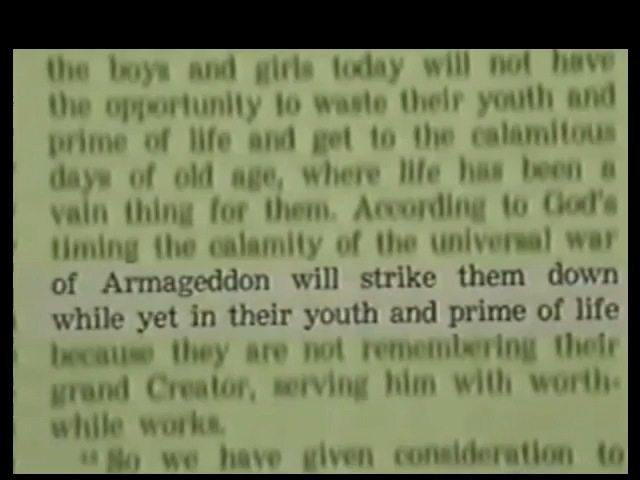 the boys and girls today will not have
the opportunity to waste their youth and
prime of life and get to the calamitous
days of old age, where life has been a
vain thing for them. According to God's
timing the calamity of the universal war
of Armageddon will strike them down
while yet in their youth and prime of life
because they are not remembering their
grand Creator, serving him with worth-
while works.
So we have given consideration to